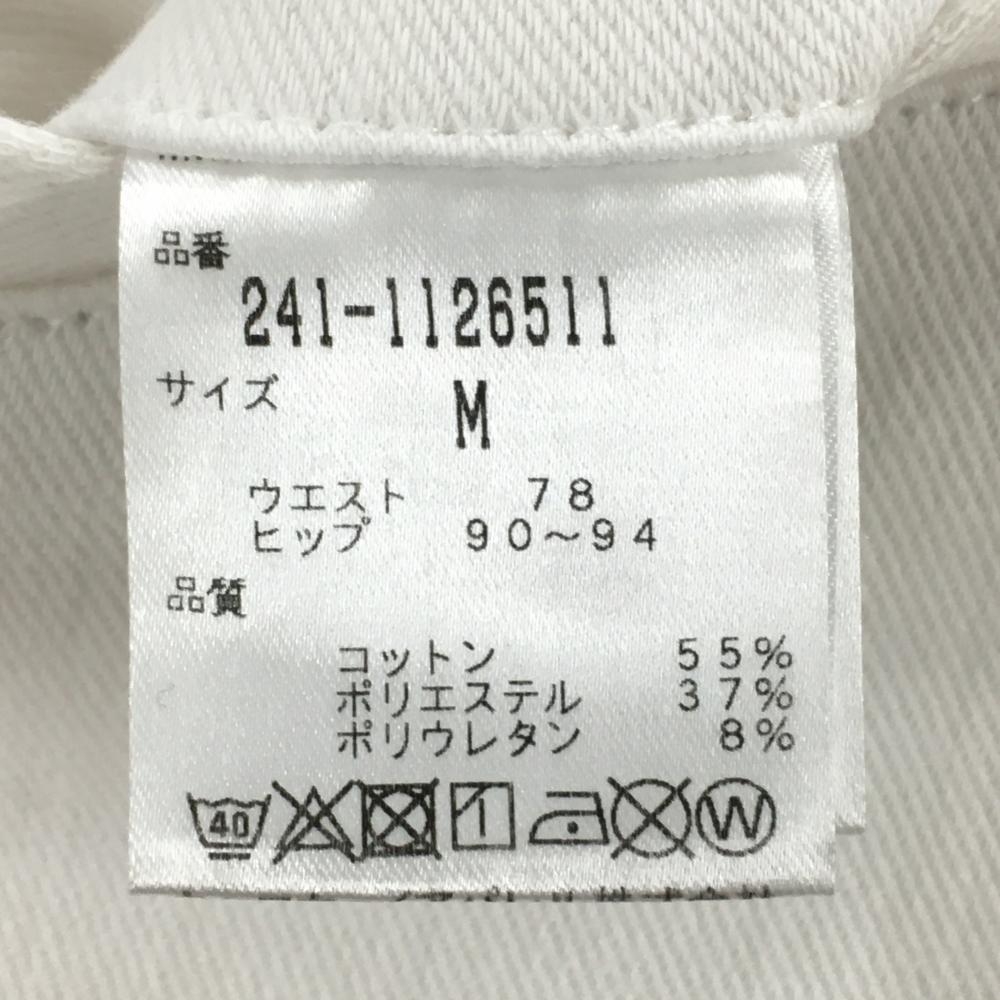 品番
241-1126511
サイズ
M
ウエスト 78
ヒップ 90〜94
品質
コットン 55%
ポリエステル 37%
ポリウレタン 8%
40
W